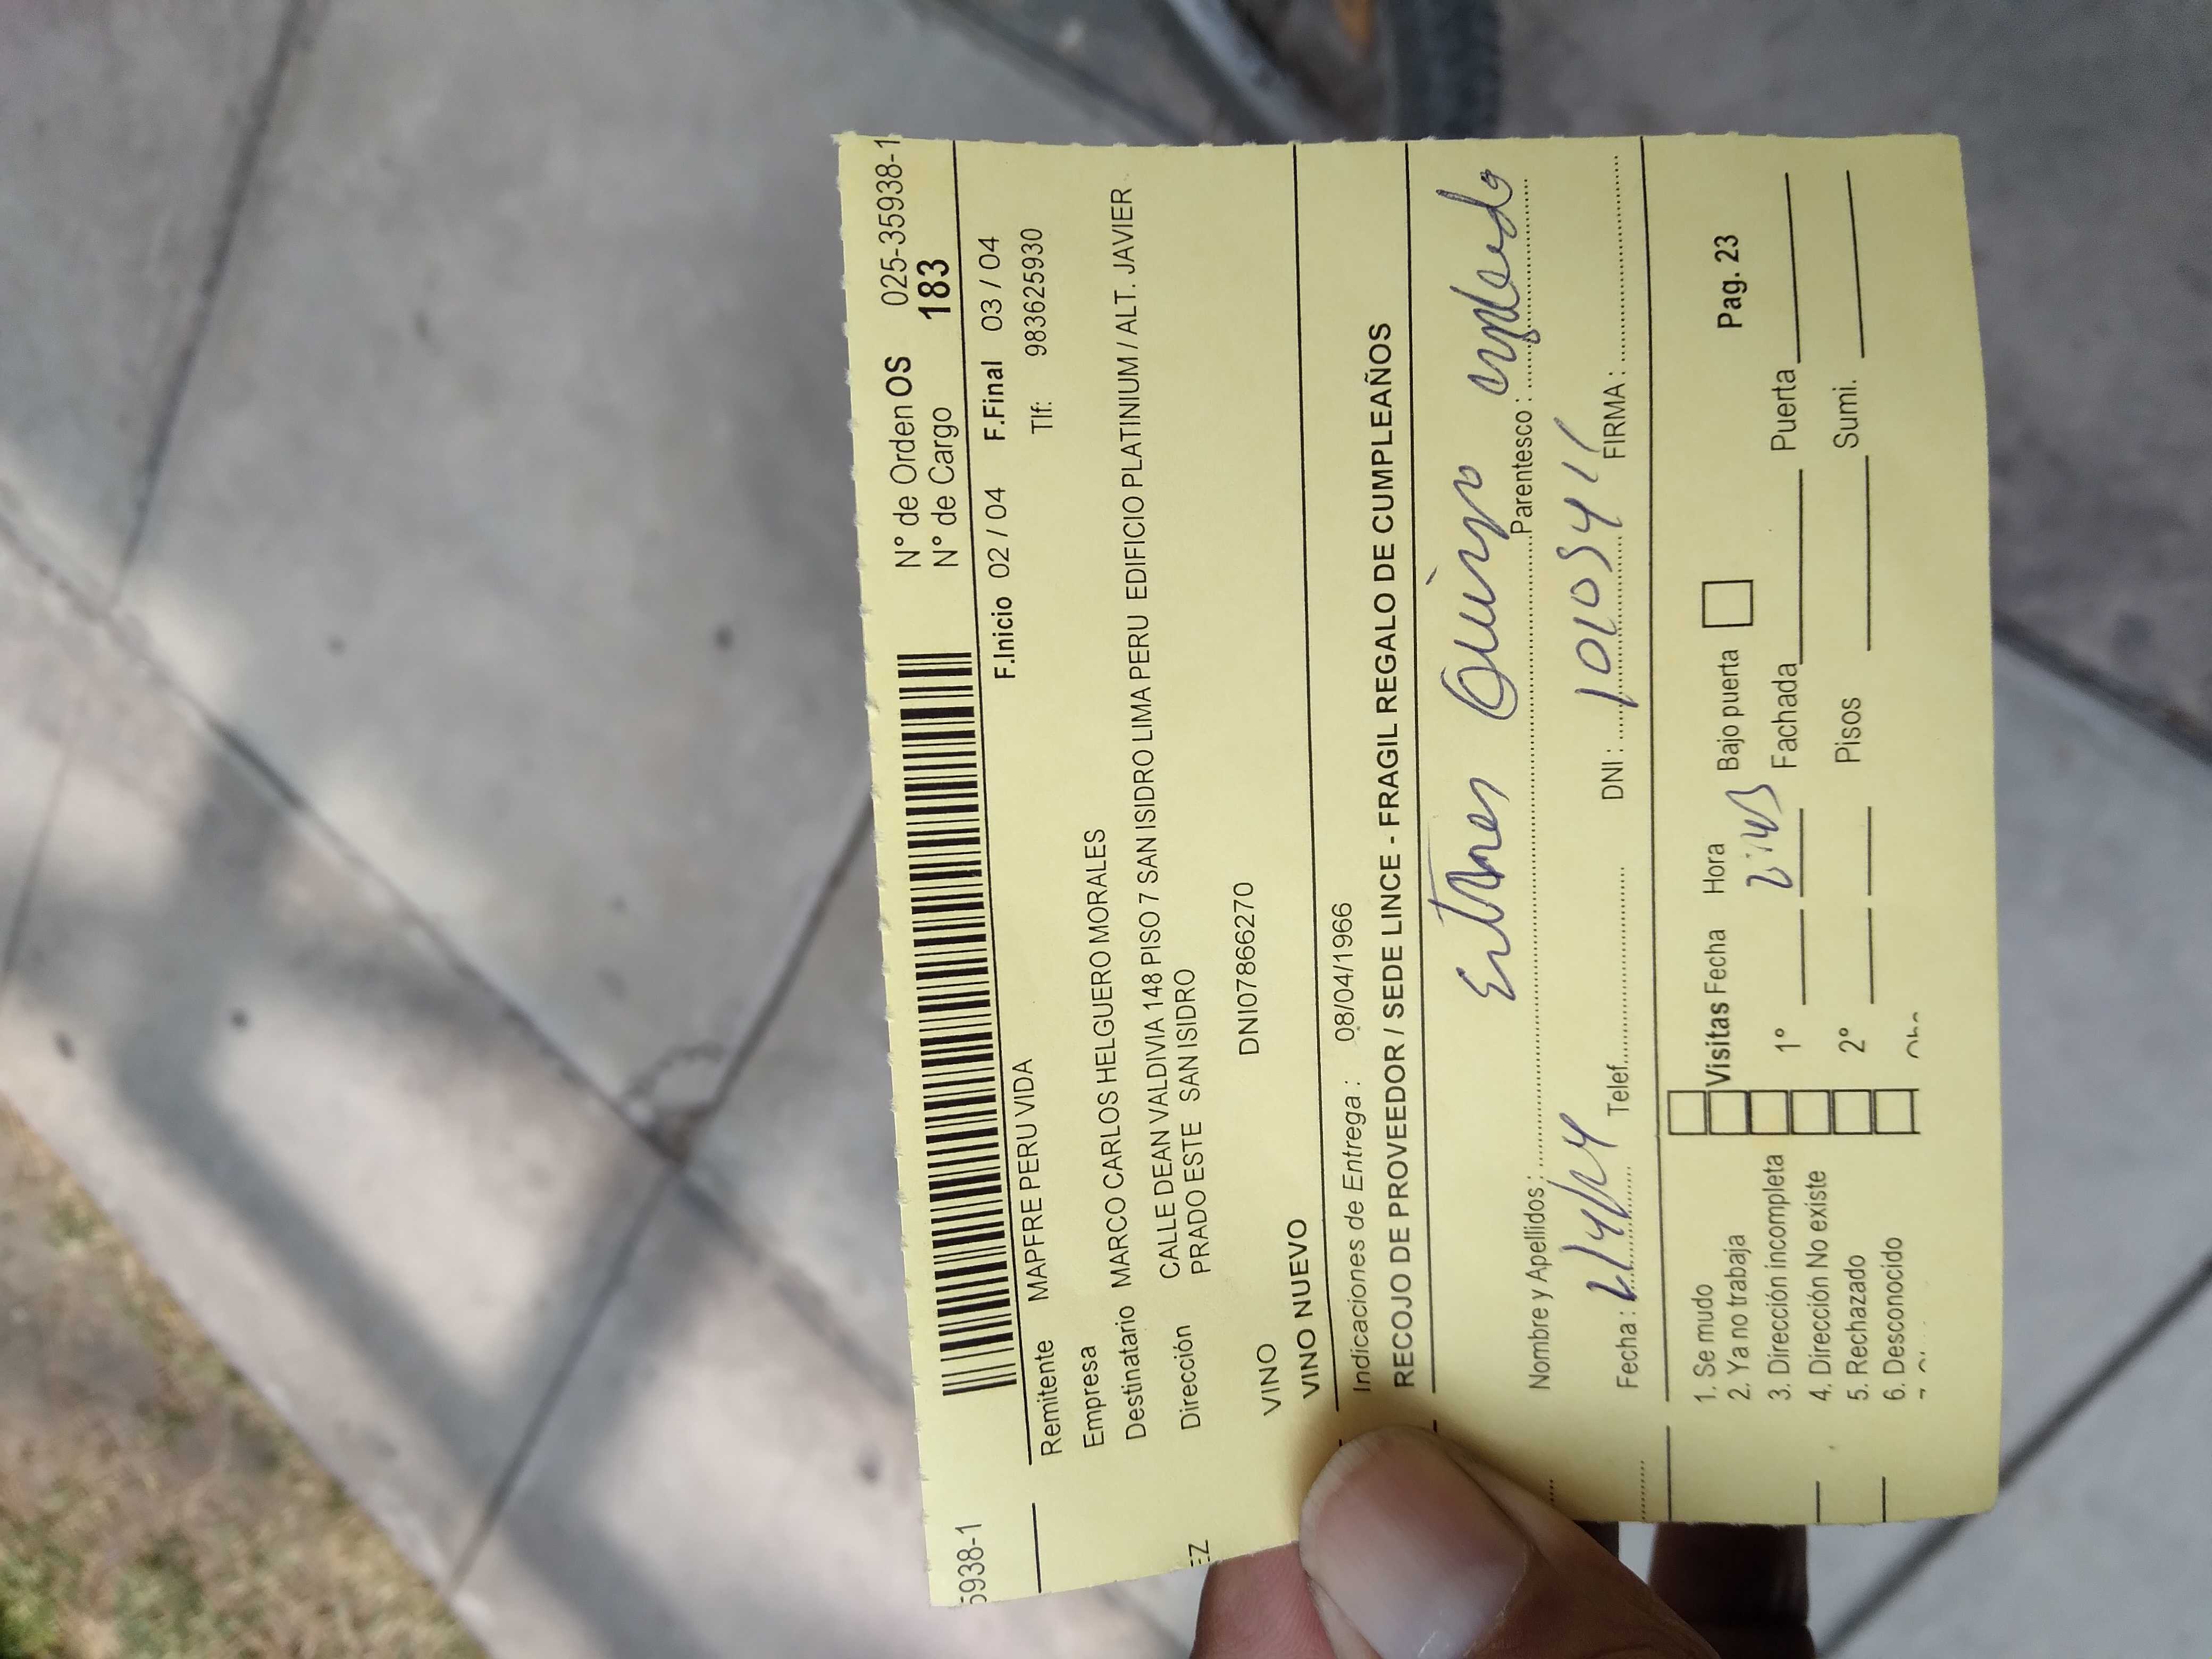 5938-1
N° de Orden OS 025-35938-1
N° de Cargo 183
F.Inicio 02 / 04 F.Final 03 / 04
Remitente MAPFRE PERU VIDA
Tlf: 983625930
Empresa
Destinatario MARCO CARLOS HELGUERO MORALES
Dirección CALLE DEAN VALDIVIA 148 PISO 7 SAN ISIDRO LIMA PERU EDIFICIO PLATINIUM / ALT. JAVIER
PRADO ESTE SAN ISIDRO
EZ
DNI07866270
VINO
VINO NUEVO
Indicaciones de Entrega : 08/04/1966
RECOJO DE PROVEEDOR / SEDE LINCE - FRAGIL REGALO DE CUMPLEAÑOS
Nombre y Apellidos : Parentesco :
Fecha : Telef. DNI : FIRMA :
1. Se mudo
2. Ya no trabaja Visitas Fecha Hora Bajo puerta Pag. 23
3. Dirección incompleta 1° Fachada Puerta
4. Dirección No existe
5. Rechazado 2° Pisos Sumi.
6. Desconocido